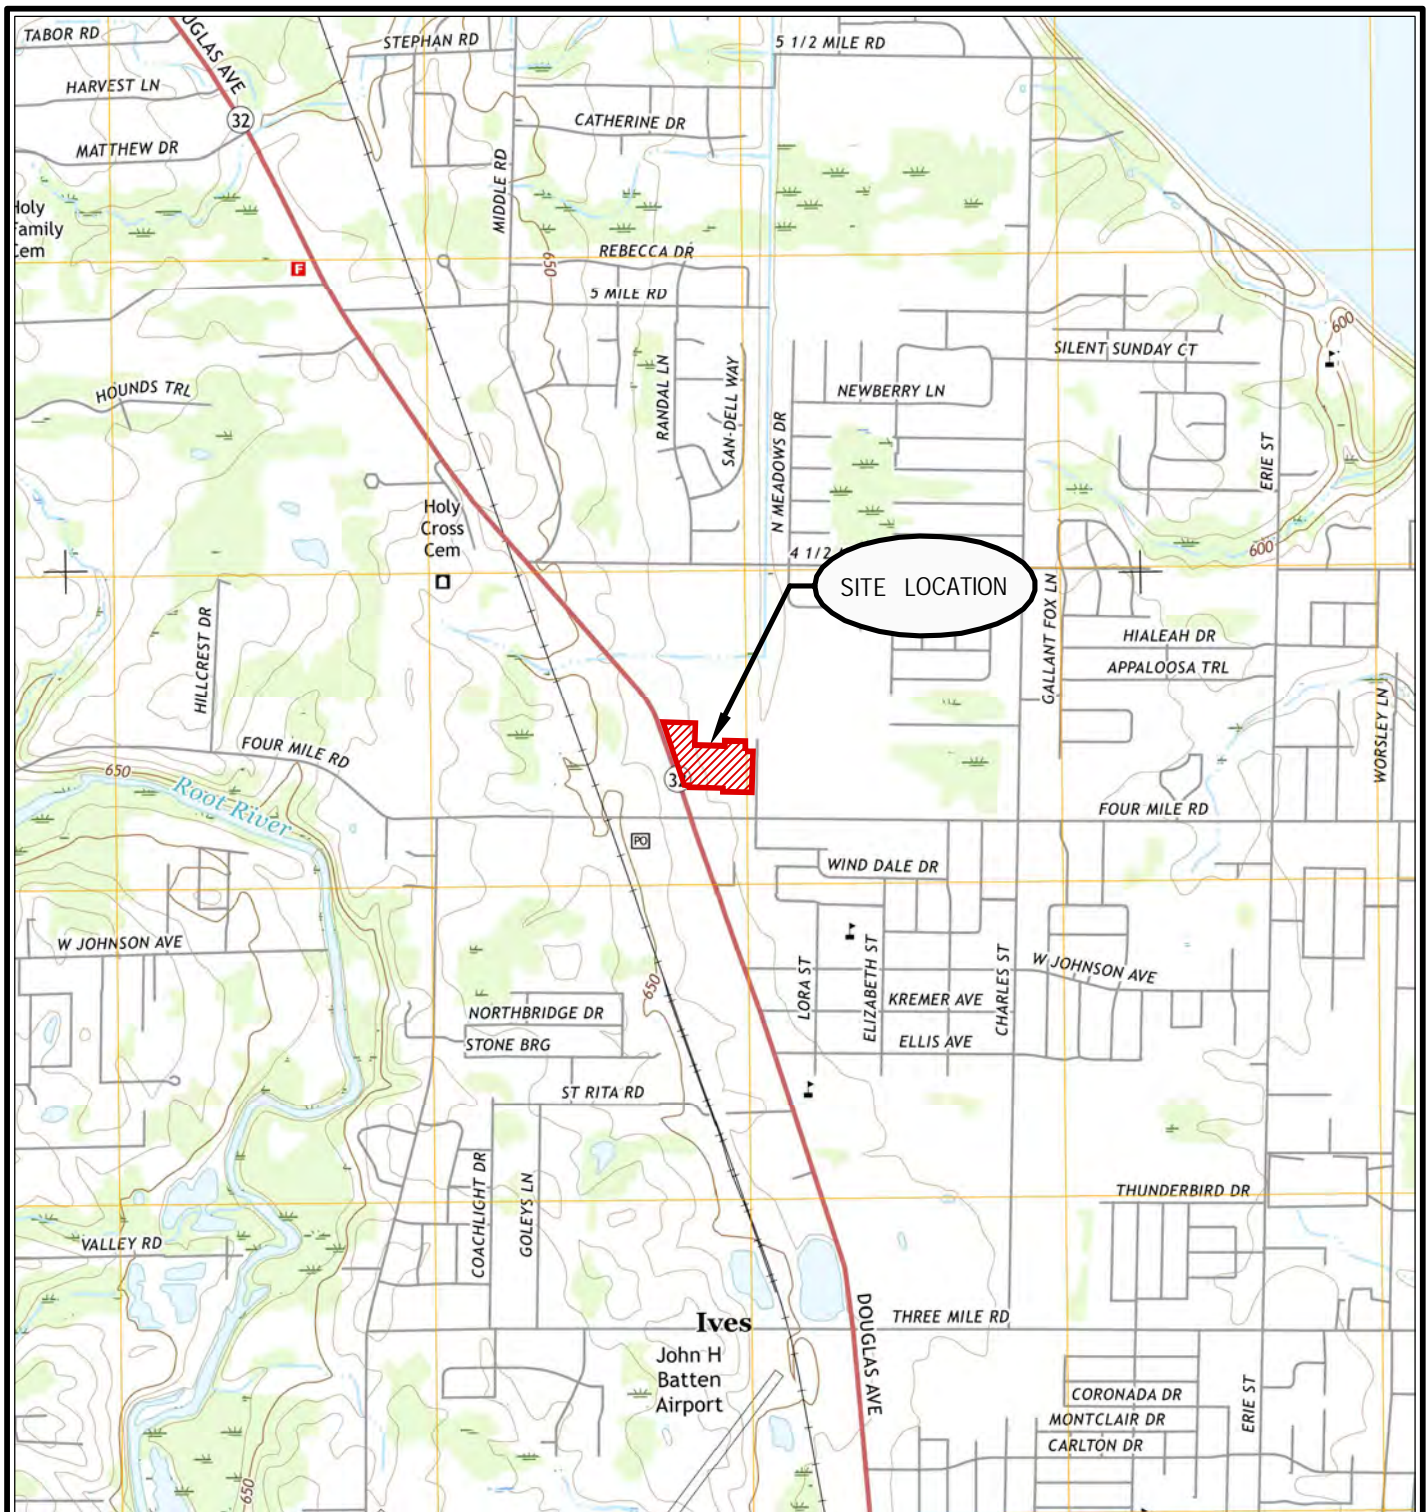 TABOR RD
UGLAS AVE
STEPHAN RD
5 1/2 MILE RD
HARVEST LN
32
CATHERINE DR
MATTHEW DR
MIDDLE RD
Holy
Family
Cem
REBECCA DR
F
650
5 MILE RD
600
SILENT SUNDAY CT
HOUNDS TRL
RANDAL LN
SAN-DELL WAY
NEWBERRY LN
N MEADOWS DR
ERIE ST
Holy
Cross
Cem
4 1/2
600
SITE LOCATION
HILLCREST DR
GALLANT FOX LN
HIALEAH DR
APPALOOSA TRL
WORSLEY LN
FOUR MILE RD
650
Root River
3
FOUR MILE RD
PO
WIND DALE DR
W JOHNSON AVE
LORA ST
ELIZABETH ST
CHARLES ST
W JOHNSON AVE
650
KREMER AVE
NORTHBRIDGE DR
ELLIS AVE
STONE BRG
ST RITA RD
COACHLIGHT DR
GOLEYS LN
THUNDERBIRD DR
VALLEY RD
Ives
DOUGLAS AVE
THREE MILE RD
John H
Batten
Airport
CORONADA DR
ERIE ST
MONTCLAIR DR
CARLTON DR
650